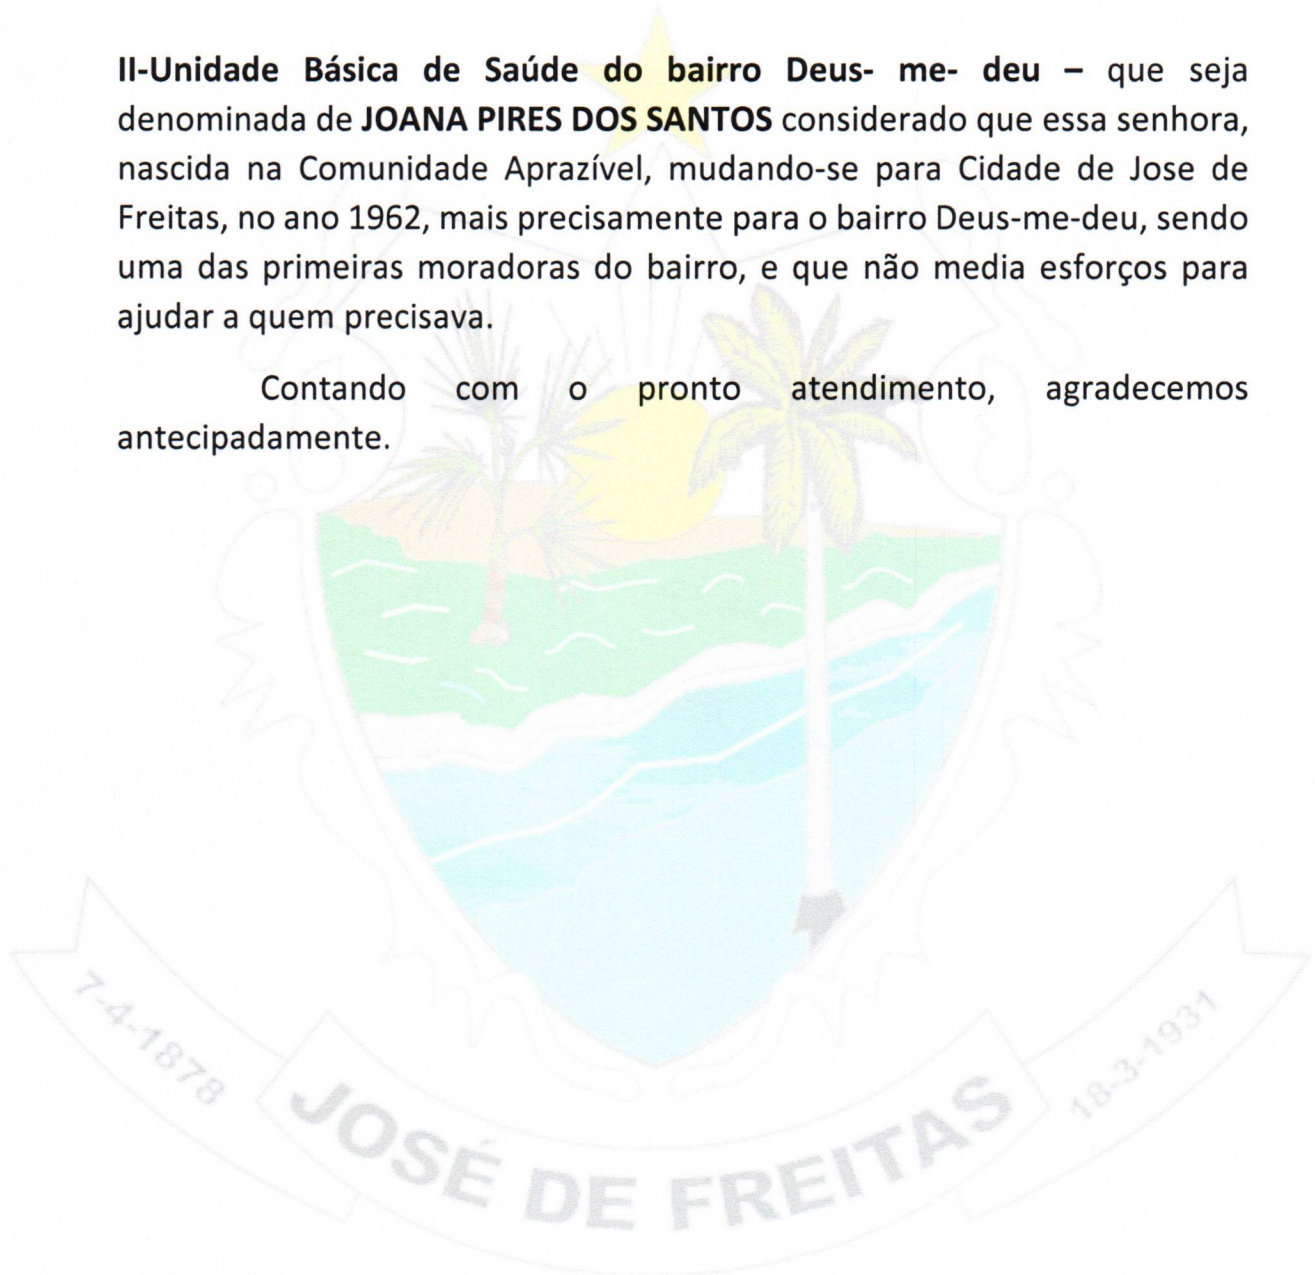 II-Unidade Básica de Saúde do bairro Deus- me- deu – que seja
denominada de JOANA PIRES DOS SANTOS considerado que essa senhora,
nascida na Comunidade Aprazível, mudando-se para Cidade de Jose de
Freitas, no ano 1962, mais precisamente para o bairro Deus-me-deu, sendo
uma das primeiras moradoras do bairro, e que não media esforços para
ajudar a quem precisava.
Contando com o pronto atendimento, agradecemos
antecipadamente.
7-4-1878
JOSÉ DE FREITAS
18-3-1931